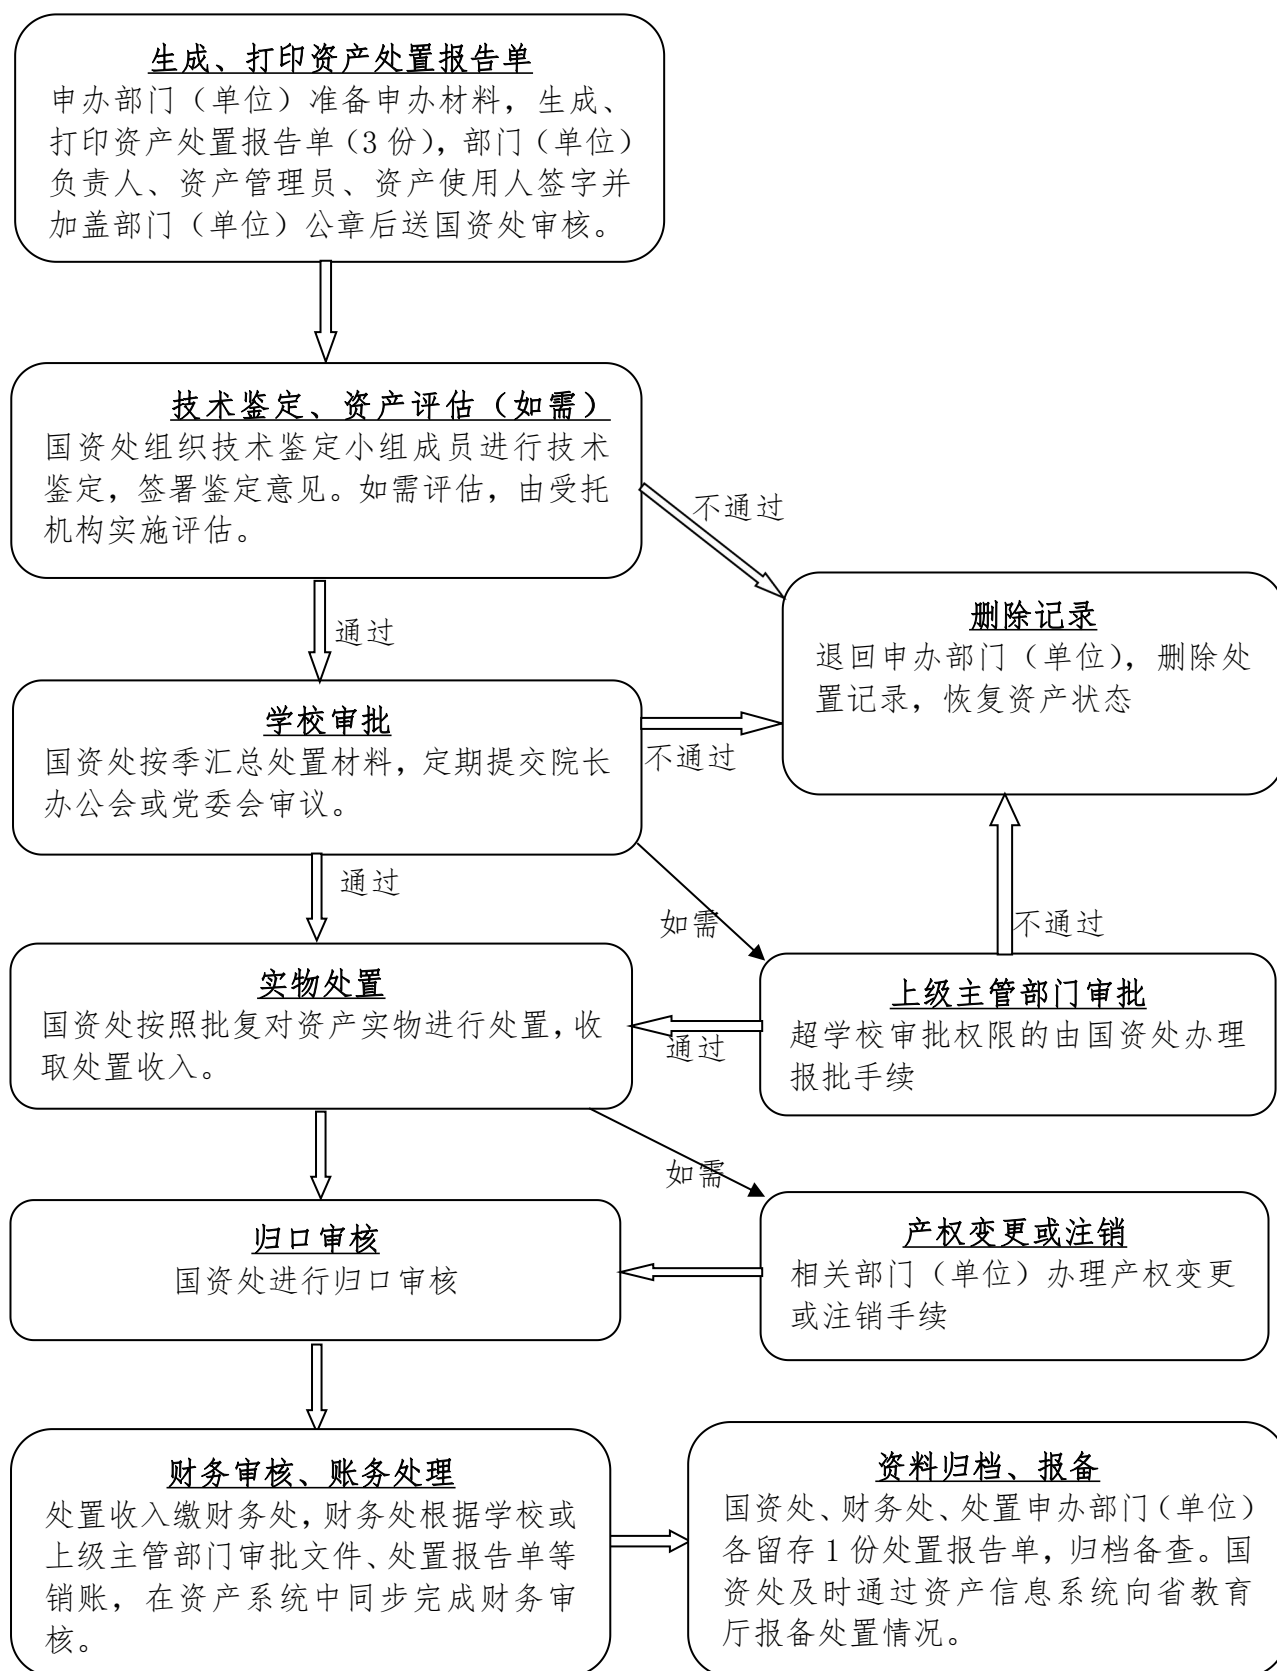 生成、打印资产处置报告单
申办部门（单位）准备申办材料，生成、
打印资产处置报告单（3 份），部门（单位）
负责人、资产管理员、资产使用人签字并
加盖部门（单位）公章后送国资处审核。
技术鉴定、资产评估（如需）
国资处组织技术鉴定小组成员进行技术
鉴定，签署鉴定意见。如需评估，由受托
机构实施评估。
不通过
通过
删除记录
退回申办部门（单位），删除处
置记录，恢复资产状态
学校审批
国资处按季汇总处置材料，定期提交院长
办公会或党委会审议。
不通过
通过
如需
不通过
实物处置
国资处按照批复对资产实物进行处置，收
取处置收入。
通过
上级主管部门审批
超学校审批权限的由国资处办理
报批手续
如需
归口审核
国资处进行归口审核
产权变更或注销
相关部门（单位）办理产权变更
或注销手续
财务审核、账务处理
处置收入缴财务处，财务处根据学校或
上级主管部门审批文件、处置报告单等
销账，在资产系统中同步完成财务审
核。
资料归档、报备
国资处、财务处、处置申办部门（单位）
各留存 1 份处置报告单，归档备查。国
资处及时通过资产信息系统向省教育
厅报备处置情况。